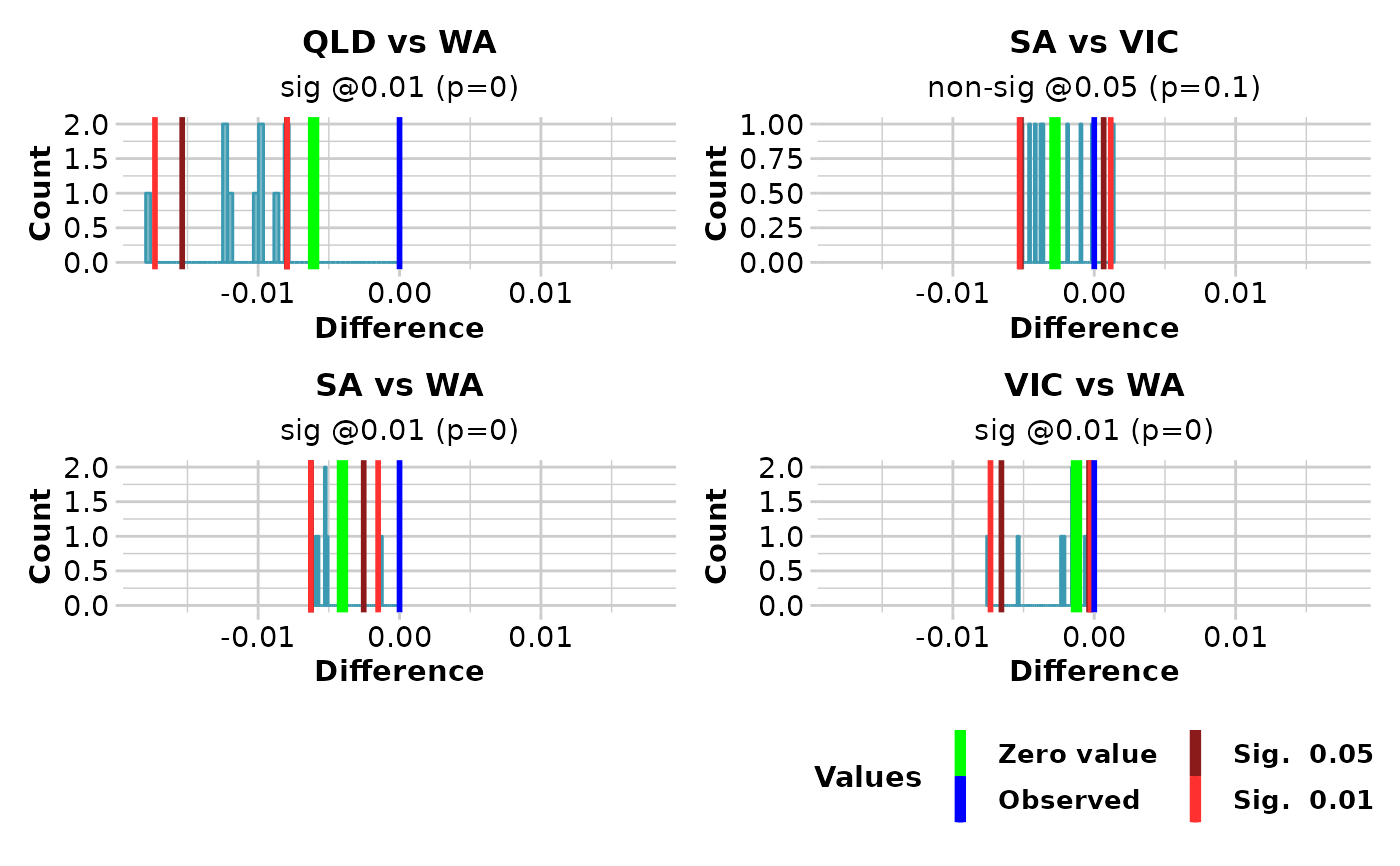 QLD vs WA
sig @0.01 (p=0)
Count
2.0
1.5
1.0
0.5
0.0
-0.01 0.00 0.01
Difference
SA vs VIC
non-sig @0.05 (p=0.1)
Count
1.00
0.75
0.50
0.25
0.00
-0.01 0.00 0.01
Difference
SA vs WA
sig @0.01 (p=0)
Count
2.0
1.5
1.0
0.5
0.0
-0.01 0.00 0.01
Difference
VIC vs WA
sig @0.01 (p=0)
Count
2.0
1.5
1.0
0.5
0.0
-0.01 0.00 0.01
Difference
Values
Zero value
Observed
Sig. 0.05
Sig. 0.01